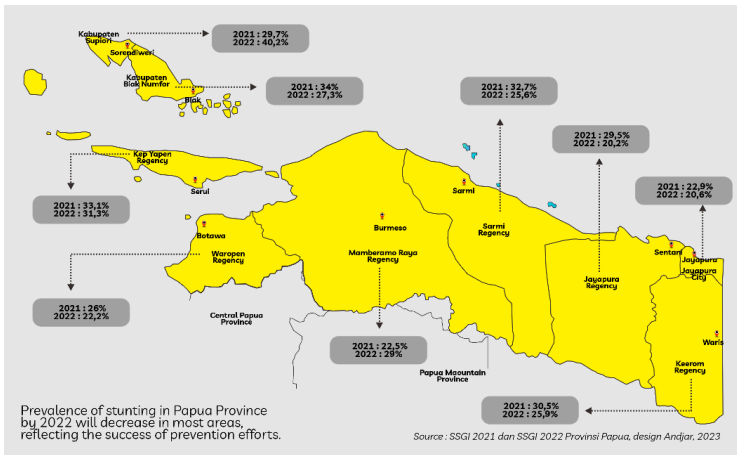 Kabupaten
Supiori
Sorendiweri
2021 : 29,7%
2022 : 40,2%
Kabupaten
Biak Numfor
Biak
2021 : 34%
2022 : 27,3%
2021 : 32,7%
2022 : 25,6%
2021 : 29,5%
2022 : 20,2%
Kep Yapen
Regency
Serui
2021 : 22,9%
2022 : 20,6%
Sarmi
2021 : 33,1%
2022 : 31,3%
Burmeso
Sarmi
Regency
Botawa
Waropen
Regency
Mamberamo Raya
Regency
Sentani
Jayapura
Jayapura
City
Jayapura
Regency
2021 : 26%
2022 : 22,2%
Central Papua
Province
Waris
2021 : 22,5%
2022 : 29%
Keerom
Regency
Papua Maountain
Province
2021 : 30,5%
2022 : 25,9%
Prevalence of stunting in Papua Province
by 2022 will decrease in most areas,
reflecting the success of prevention efforts.
Source : SSGI 2021 dan SSGI 2022 Provinsi Papua, design Andjar, 2023